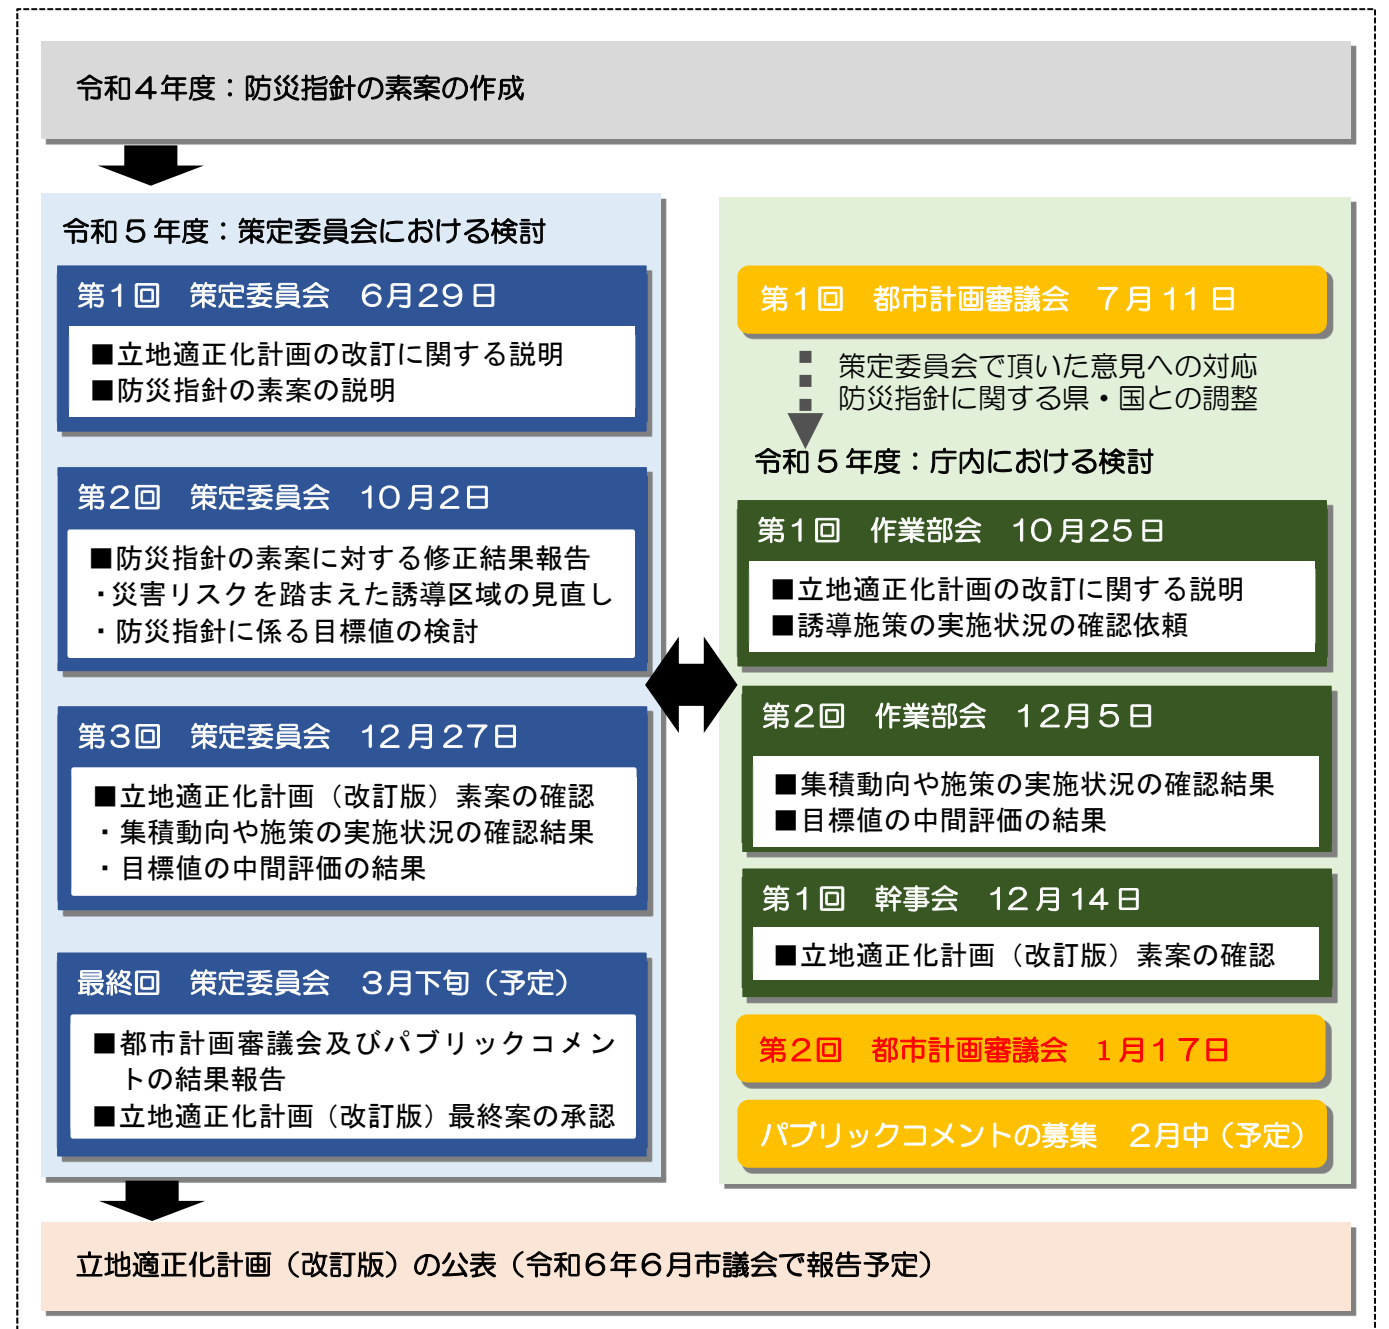 令和４年度：防災指針の素案の作成
令和５年度：策定委員会における検討
第１回　策定委員会　６月２９日
■立地適正化計画の改訂に関する説明
■防災指針の素案の説明
第２回　策定委員会　１０月２日
■防災指針の素案に対する修正結果報告
・災害リスクを踏まえた誘導区域の見直し
・防災指針に係る目標値の検討
第３回　策定委員会　１２月２７日
■立地適正化計画（改訂版）素案の確認
・集積動向や施策の実施状況の確認結果
・目標値の中間評価の結果
最終回　策定委員会　３月下旬（予定）
■都市計画審議会及びパブリックコメン
トの結果報告
■立地適正化計画（改訂版）最終案の承認
第１回　都市計画審議会　７月１１日
策定委員会で頂いた意見への対応
防災指針に関する県・国との調整
令和５年度：庁内における検討
第１回　作業部会　１０月２５日
■立地適正化計画の改訂に関する説明
■誘導施策の実施状況の確認依頼
第２回　作業部会　１２月５日
■集積動向や施策の実施状況の確認結果
■目標値の中間評価の結果
第１回　幹事会　１２月１４日
■立地適正化計画（改訂版）素案の確認
第２回　都市計画審議会　１月１７日
パブリックコメントの募集　２月中（予定）
立地適正化計画（改訂版）の公表（令和６年６月市議会で報告予定）